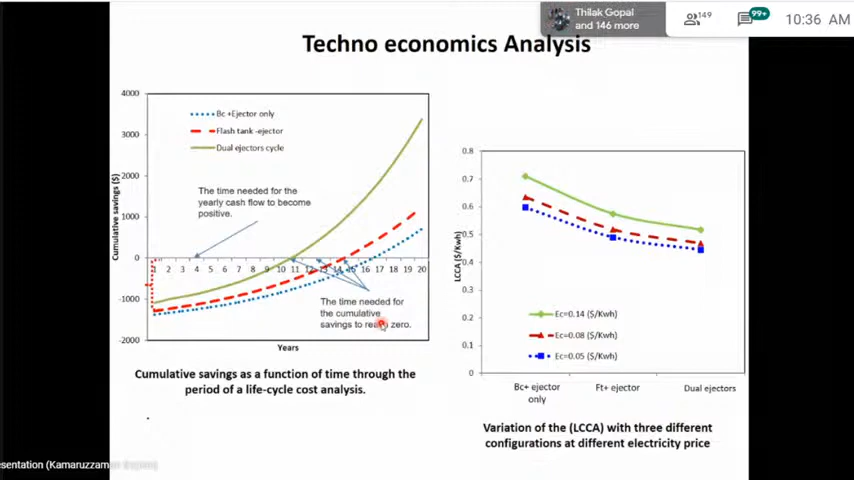 Thilak Gopal
and 146 more
149
99+
10:36 AM
Techno economics Analysis
4000
3000
2000
1000
0
-1000
-2000
Cumulative savings ($)
Bc +Ejector only
Flash tank -ejector
Dual ejectors cycle
The time needed for the
yearly cash flow to become
positive.
1 2 3 4 5 6 7 8 9 10 11 12 13 14 15 16 17 18 19 20
The time needed for
the cumulative
savings to reach zero.
Years
Cumulative savings as a function of time through the
period of a life-cycle cost analysis.
0.8
0.7
0.6
0.5
0.4
0.3
0.2
0.1
0
LCCA($/Kwh)
Ec=0.14 ($/Kwh)
Ec=0.08 ($/Kwh)
Ec=0.05 ($/Kwh)
Bc+ ejector
only
Ft+ ejector
Dual ejectors
Variation of the (LCCA) with three different
configurations at different electricity price
esentation (Kamaruzzaman